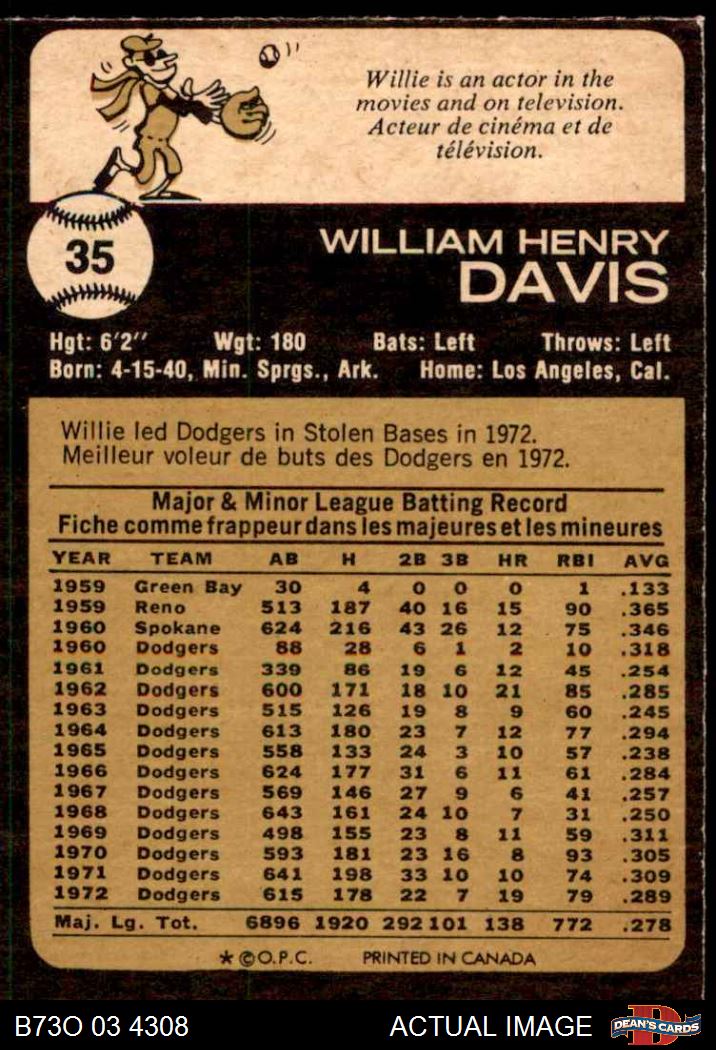 Willie is an actor in the
movies and on television.
Acteur de cinéma et de
télévision.
35
WILLIAM HENRY
DAVIS
Hgt: 6'2" Wgt: 180 Bats: Left Throws: Left
Born: 4-15-40, Min. Sprgs., Ark. Home: Los Angeles, Cal.
Willie led Dodgers in Stolen Bases in 1972.
Meilleur voleur de buts des Dodgers en 1972.
Major & Minor League Batting Record
Fiche comme frappeur dans les majeures et les mineures
YEAR TEAM AB H 2B 3B HR RBI AVG
1959 Green Bay 30 4 0 0 0 1 .133
1959 Reno 513 187 40 16 15 90 .365
1960 Spokane 624 216 43 26 12 75 .346
1960 Dodgers 88 28 6 1 2 10 .318
1961 Dodgers 339 86 19 6 12 45 .254
1962 Dodgers 600 171 18 10 21 85 .285
1963 Dodgers 515 126 19 8 9 60 .245
1964 Dodgers 613 180 23 7 12 77 .294
1965 Dodgers 558 133 24 3 10 57 .238
1966 Dodgers 624 177 31 6 11 61 .284
1967 Dodgers 569 146 27 9 6 41 .257
1968 Dodgers 643 161 24 10 7 31 .250
1969 Dodgers 498 155 23 8 11 59 .311
1970 Dodgers 593 181 23 16 8 93 .305
1971 Dodgers 641 198 33 10 10 74 .309
1972 Dodgers 615 178 22 7 19 79 .289
Maj. Lg. Tot. 6896 1920 292 101 138 772 .278
*©O.P.C. PRINTED IN CANADA
B73O 03 4308 ACTUAL IMAGE DEAN'S CARDS